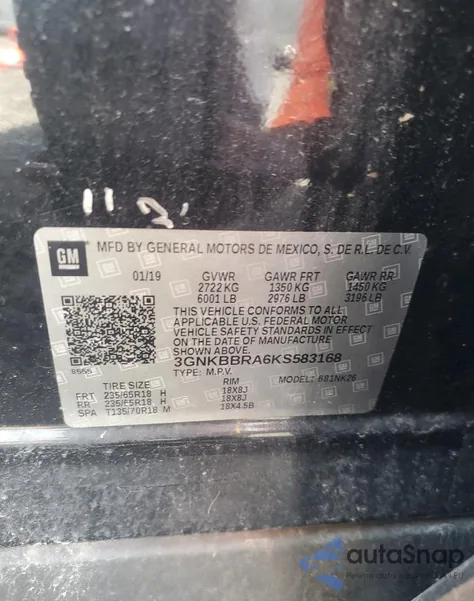 GM
MFD BY GENERAL MOTORS DE MEXICO, S. DE R.L. DE C.V.
01/19 GVWR GAWR FRT GAWR RR
2722 KG 1350 KG 1450 KG
6001 LB 2976 LB 3196 LB
THIS VEHICLE CONFORMS TO ALL
APPLICABLE U.S. FEDERAL MOTOR
VEHICLE SAFETY STANDARDS IN EFFECT
ON THE DATE OF MANUFACTURE
SHOWN ABOVE
3GNKBBRA6KS583168
8555
TYPE: M.P.V. MODEL: 6B1NK26
TIRE SIZE RIM
FRT 235/65R18 H 18X8J
RR 235/65R18 H 18X8J
SPA T135/70R18 M 18X4.5B
autoSnap